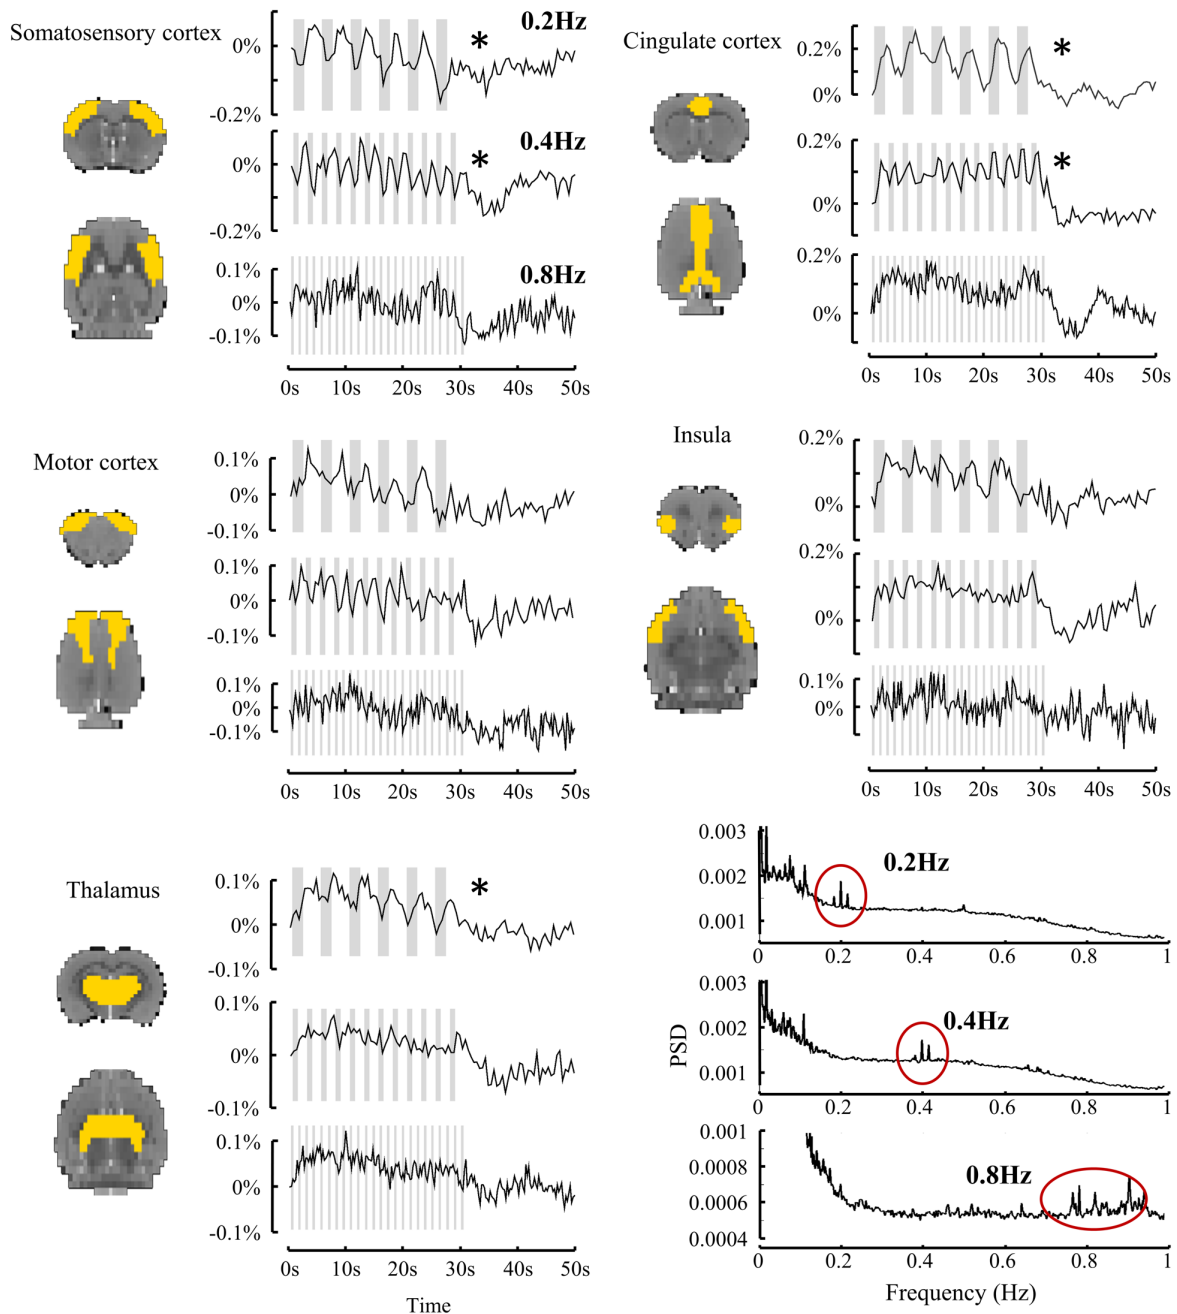 Somatosensory cortex
0.2Hz
*
0%
-0.2%
0.4Hz
*
0%
-0.2%
0.8Hz
0.1%
0%
-0.1%
0s 10s 20s 30s 40s 50s
Cingulate cortex
*
0.2%
0%
*
0.2%
0%
0.2%
0%
0s 10s 20s 30s 40s 50s
Motor cortex
0.1%
0%
-0.1%
0.1%
0%
-0.1%
0.1%
0%
-0.1%
0s 10s 20s 30s 40s 50s
Insula
0.2%
0%
0.2%
0%
0.1%
0%
0s 10s 20s 30s 40s 50s
Thalamus
*
0.1%
0%
-0.1%
0.1%
0%
-0.1%
0.1%
0%
-0.1%
0s 10s 20s 30s 40s 50s
Time
0.003
0.002
0.001
0.2Hz
0 0.2 0.4 0.6 0.8 1
PSD
0.003
0.002
0.001
0.4Hz
0 0.2 0.4 0.6 0.8 1
0.001
0.0008
0.0006
0.0004
0.8Hz
0 0.2 0.4 0.6 0.8 1
Frequency (Hz)